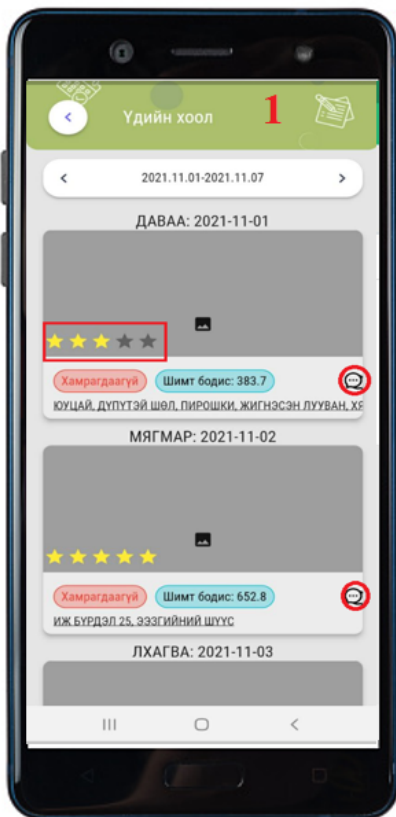 Үдийн хоол
1
2021.11.01-2021.11.07
ДАВАА: 2021-11-01
Хамрагдаагүй
Шимт бодис: 383.7
ЮУЦАЙ, ДҮПҮТЭЙ ШӨЛ, ПИРОШКИ, ЖИГНЭСЭН ЛУУВАН, ХЯ
МЯГМАР: 2021-11-02
Хамрагдаагүй
Шимт бодис: 652.8
ИЖ БҮРДЭЛ 25, ЭЭЗГИЙНИЙ ШҮҮС
ЛХАГВА: 2021-11-03